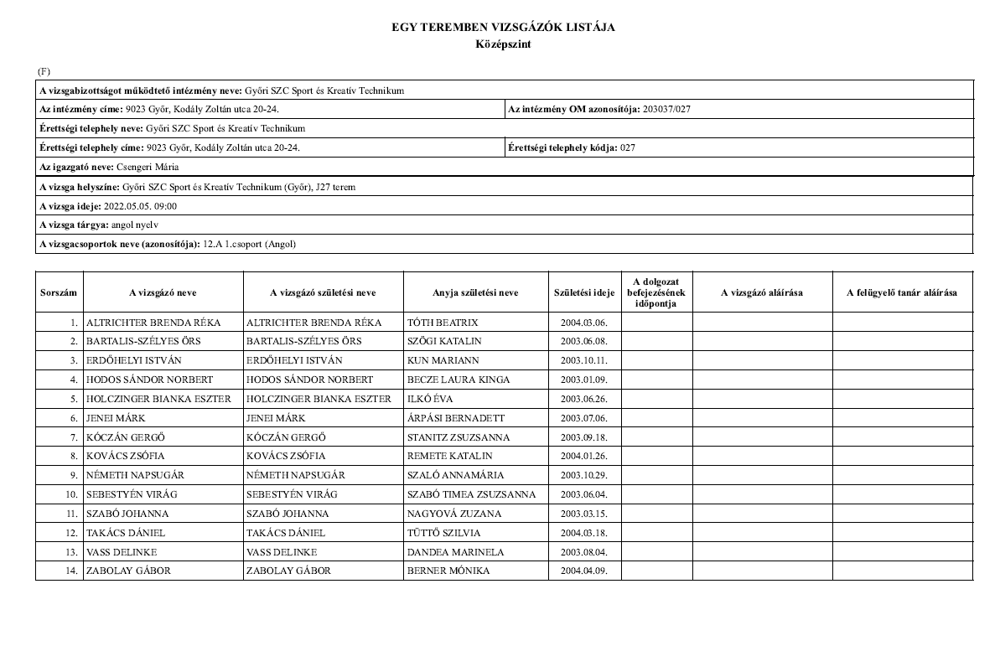 EGY TEREMBEN VIZSGÁZÓK LISTÁJA
Középszint
(F)
A vizsgabizottságot működtető intézmény neve: Győri SZC Sport és Kreatív Technikum
Az intézmény címe: 9023 Győr, Kodály Zoltán utca 20-24. Az intézmény OM azonosítója: 203037/027
Érettségi telephely neve: Győri SZC Sport és Kreatív Technikum
Érettségi telephely címe: 9023 Győr, Kodály Zoltán utca 20-24. Érettségi telephely kódja: 027
Az igazgató neve: Csengeri Mária
A vizsga helyszíne: Győri SZC Sport és Kreatív Technikum (Győr), J27 terem
A vizsga ideje: 2022.05.05. 09:00
A vizsga tárgya: angol nyelv
A vizsgacsoportok neve (azonosítója): 12.A 1.csoport (Angol)
Sorszám A vizsgázó neve A vizsgázó születési neve Anyja születési neve Születési ideje A dolgozat befejezésének időpontja A vizsgázó aláírása A felügyelő tanár aláírása
1. ALTRICHTER BRENDA RÉKA ALTRICHTER BRENDA RÉKA TÓTH BEATRIX 2004.03.06.
2. BARTALIS-SZÉLYES ÖRS BARTALIS-SZÉLYES ÖRS SZÖGI KATALIN 2003.06.08.
3. ERDŐHELYI ISTVÁN ERDŐHELYI ISTVÁN KUN MARIANN 2003.10.11.
4. HODOS SÁNDOR NORBERT HODOS SÁNDOR NORBERT BECZE LAURA KINGA 2003.01.09.
5. HOLCZINGER BIANKA ESZTER HOLCZINGER BIANKA ESZTER ILKÓ ÉVA 2003.06.26.
6. JENEI MÁRK JENEI MÁRK ÁRPÁSI BERNADETT 2003.07.06.
7. KÓCZÁN GERGŐ KÓCZÁN GERGŐ STANITZ ZSUZSANNA 2003.09.18.
8. KOVÁCS ZSÓFIA KOVÁCS ZSÓFIA REMETE KATALIN 2004.01.26.
9. NÉMETH NAPSUGÁR NÉMETH NAPSUGÁR SZALÓ ANNAMÁRIA 2003.10.29.
10. SEBESTYÉN VIRÁG SEBESTYÉN VIRÁG SZABÓ TIMEA ZSUZSANNA 2003.06.04.
11. SZABÓ JOHANNA SZABÓ JOHANNA NAGYOVÁ ZUZANA 2003.03.15.
12. TAKÁCS DÁNIEL TAKÁCS DÁNIEL TÜTTŐ SZILVIA 2004.03.18.
13. VASS DELINKE VASS DELINKE DANDEA MARINELA 2003.08.04.
14. ZABOLAY GÁBOR ZABOLAY GÁBOR BERNER MÓNIKA 2004.04.09.